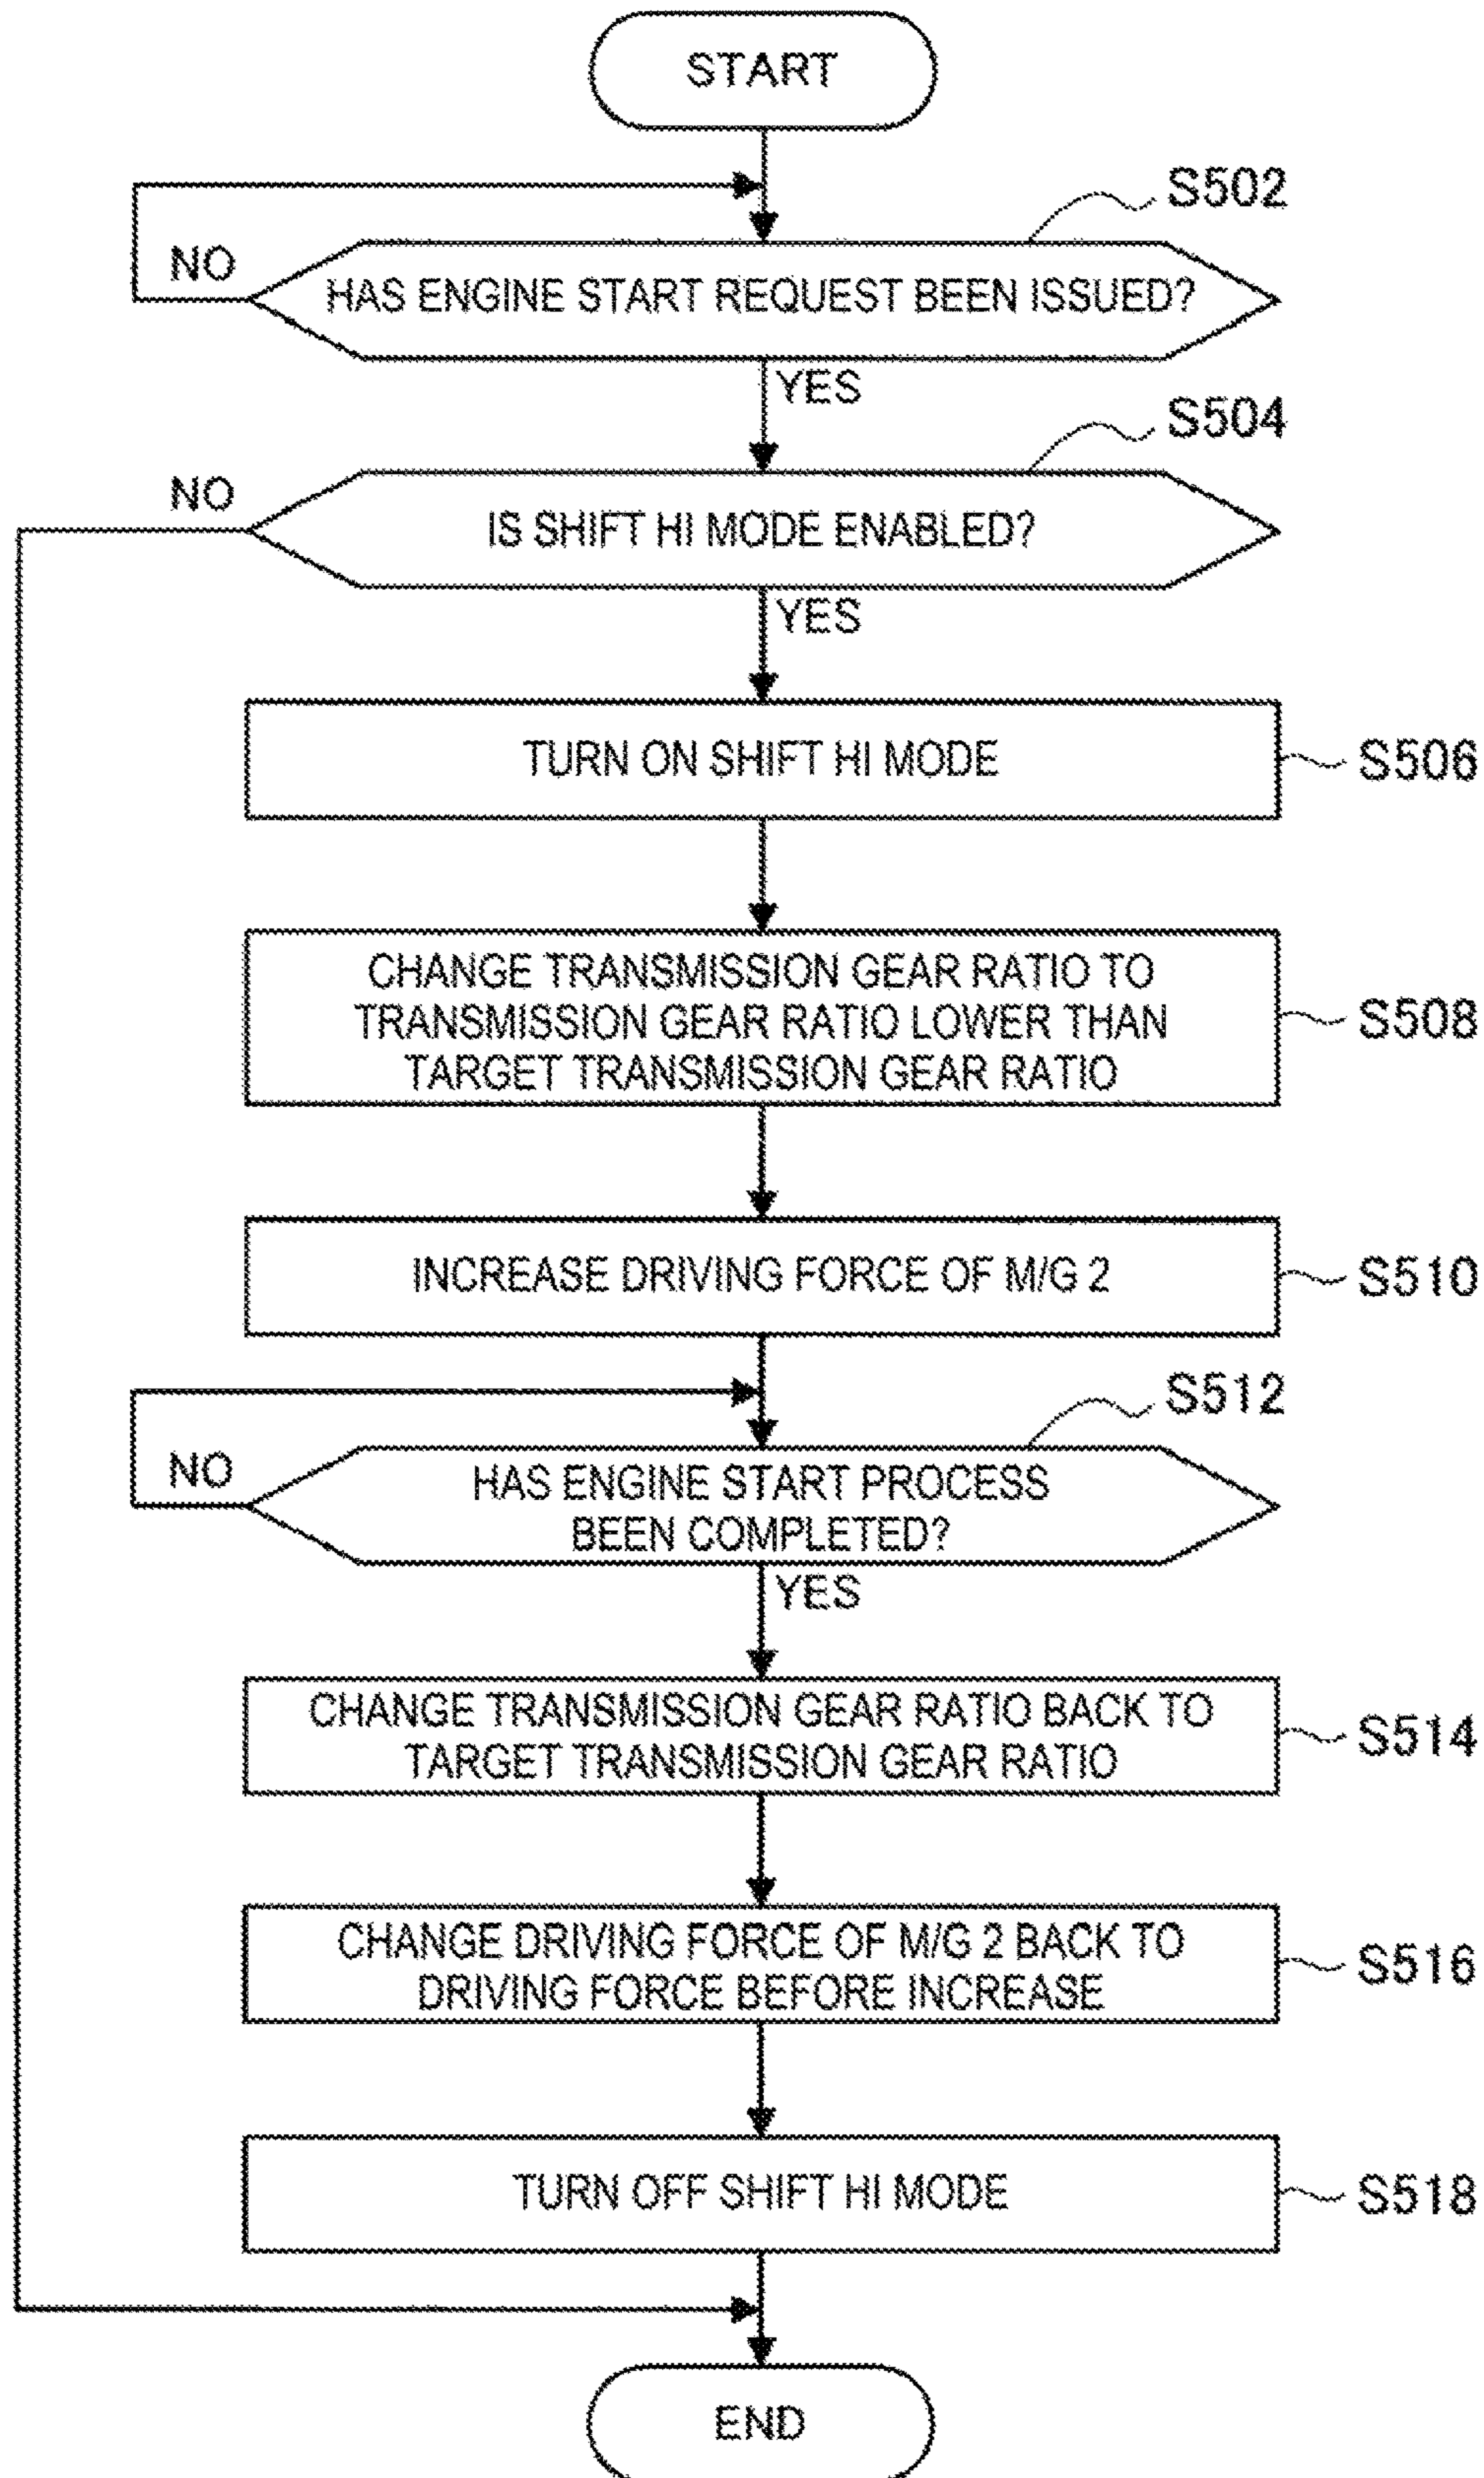 START
S502
NO
HAS ENGINE START REQUEST BEEN ISSUED?
YES
S504
NO
IS SHIFT HI MODE ENABLED?
YES
TURN ON SHIFT HI MODE
S506
CHANGE TRANSMISSION GEAR RATIO TO
TRANSMISSION GEAR RATIO LOWER THAN
TARGET TRANSMISSION GEAR RATIO
S508
INCREASE DRIVING FORCE OF M/G 2
S510
S512
NO
HAS ENGINE START PROCESS
BEEN COMPLETED?
YES
CHANGE TRANSMISSION GEAR RATIO BACK TO
TARGET TRANSMISSION GEAR RATIO
S514
CHANGE DRIVING FORCE OF M/G 2 BACK TO
DRIVING FORCE BEFORE INCREASE
S516
TURN OFF SHIFT HI MODE
S518
END